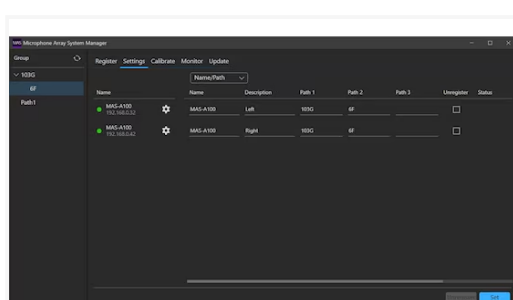 MAS Microphone Array System Manager
Group
Register Settings Calibrate Monitor Update
103G
6F
Path1
Name/Path
Name Name Description Path 1 Path 2 Path 3 Unregister Status
MAS-A100
192.168.0.32
MAS-A100 Left 103G 6F
MAS-A100
192.168.0.42
MAS-A100 Right 103G 6F
Set